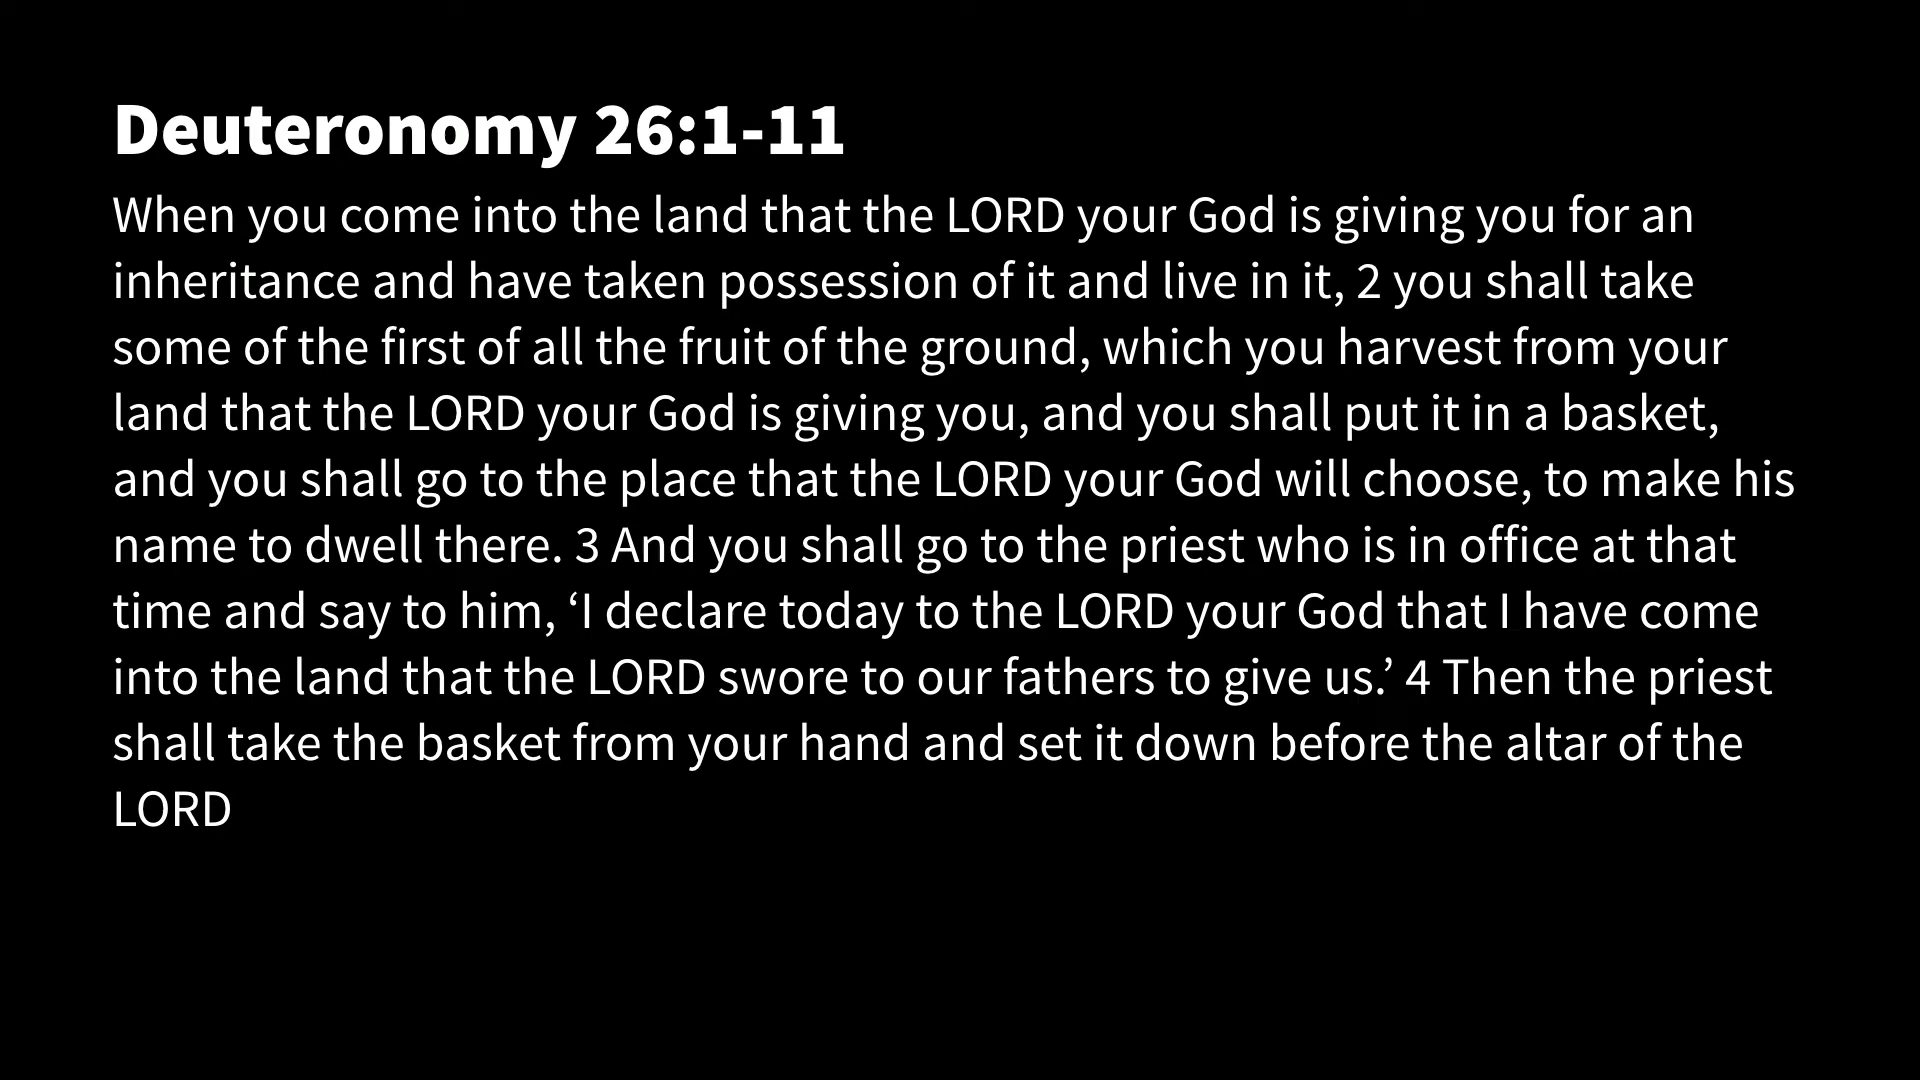 Deuteronomy 26:1-11
When you come into the land that the LORD your God is giving you for an
inheritance and have taken possession of it and live in it, 2 you shall take
some of the first of all the fruit of the ground, which you harvest from your
land that the LORD your God is giving you, and you shall put it in a basket,
and you shall go to the place that the LORD your God will choose, to make his
name to dwell there. 3 And you shall go to the priest who is in office at that
time and say to him, ‘I declare today to the LORD your God that I have come
into the land that the LORD swore to our fathers to give us.’ 4 Then the priest
shall take the basket from your hand and set it down before the altar of the
LORD